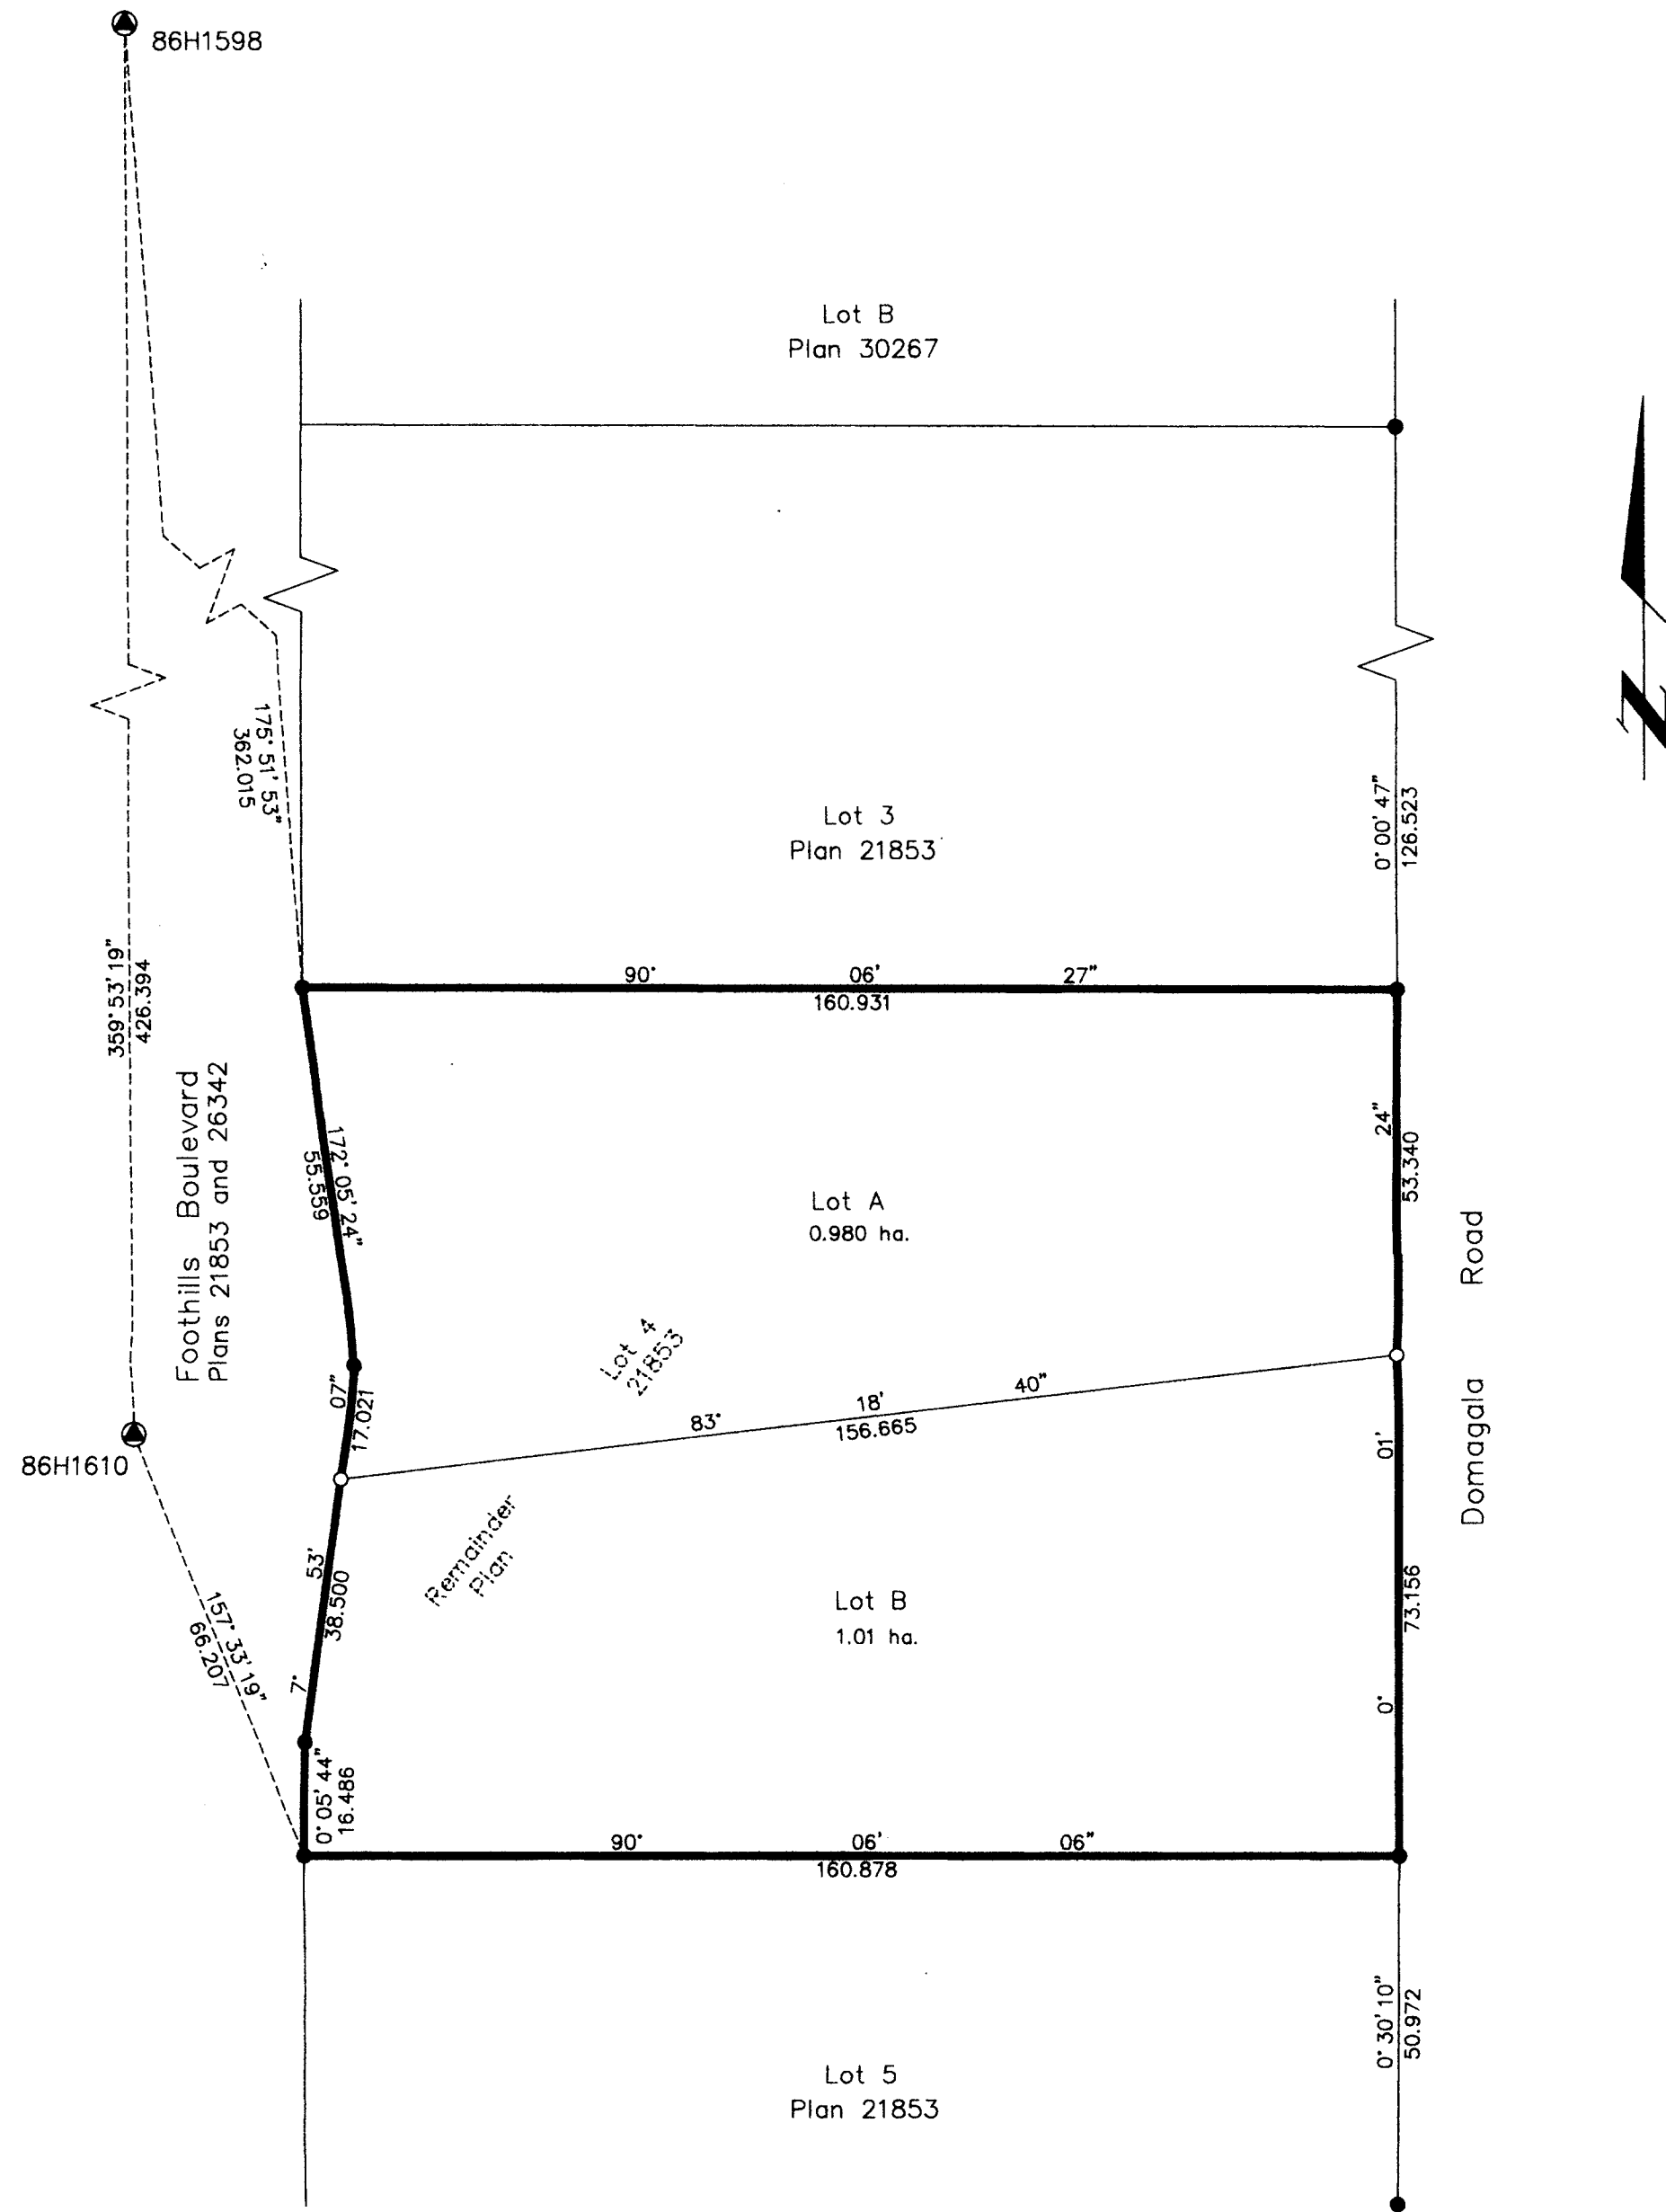 86H1598
Lot B
Plan 30267
175° 51' 53"
362.015
Lot 3
Plan 21853
0° 00' 47"
126.523
N
359° 53' 19"
426.394
90° 06' 27"
160.931
Foothills Boulevard
Plans 21853 and 26342
172° 05' 24"
55.559
Lot A
0.980 ha.
0° 01' 24"
53.340
Domagala Road
Lot 4
21853
83° 18' 40"
156.665
7° 53' 07"
17.021
86H1610
Remainder
Plan
38.500
Lot B
1.01 ha.
73.156
157° 33' 19"
66.207
0° 05' 44"
16.486
90° 06' 06"
160.878
0° 30' 10"
50.972
Lot 5
Plan 21853